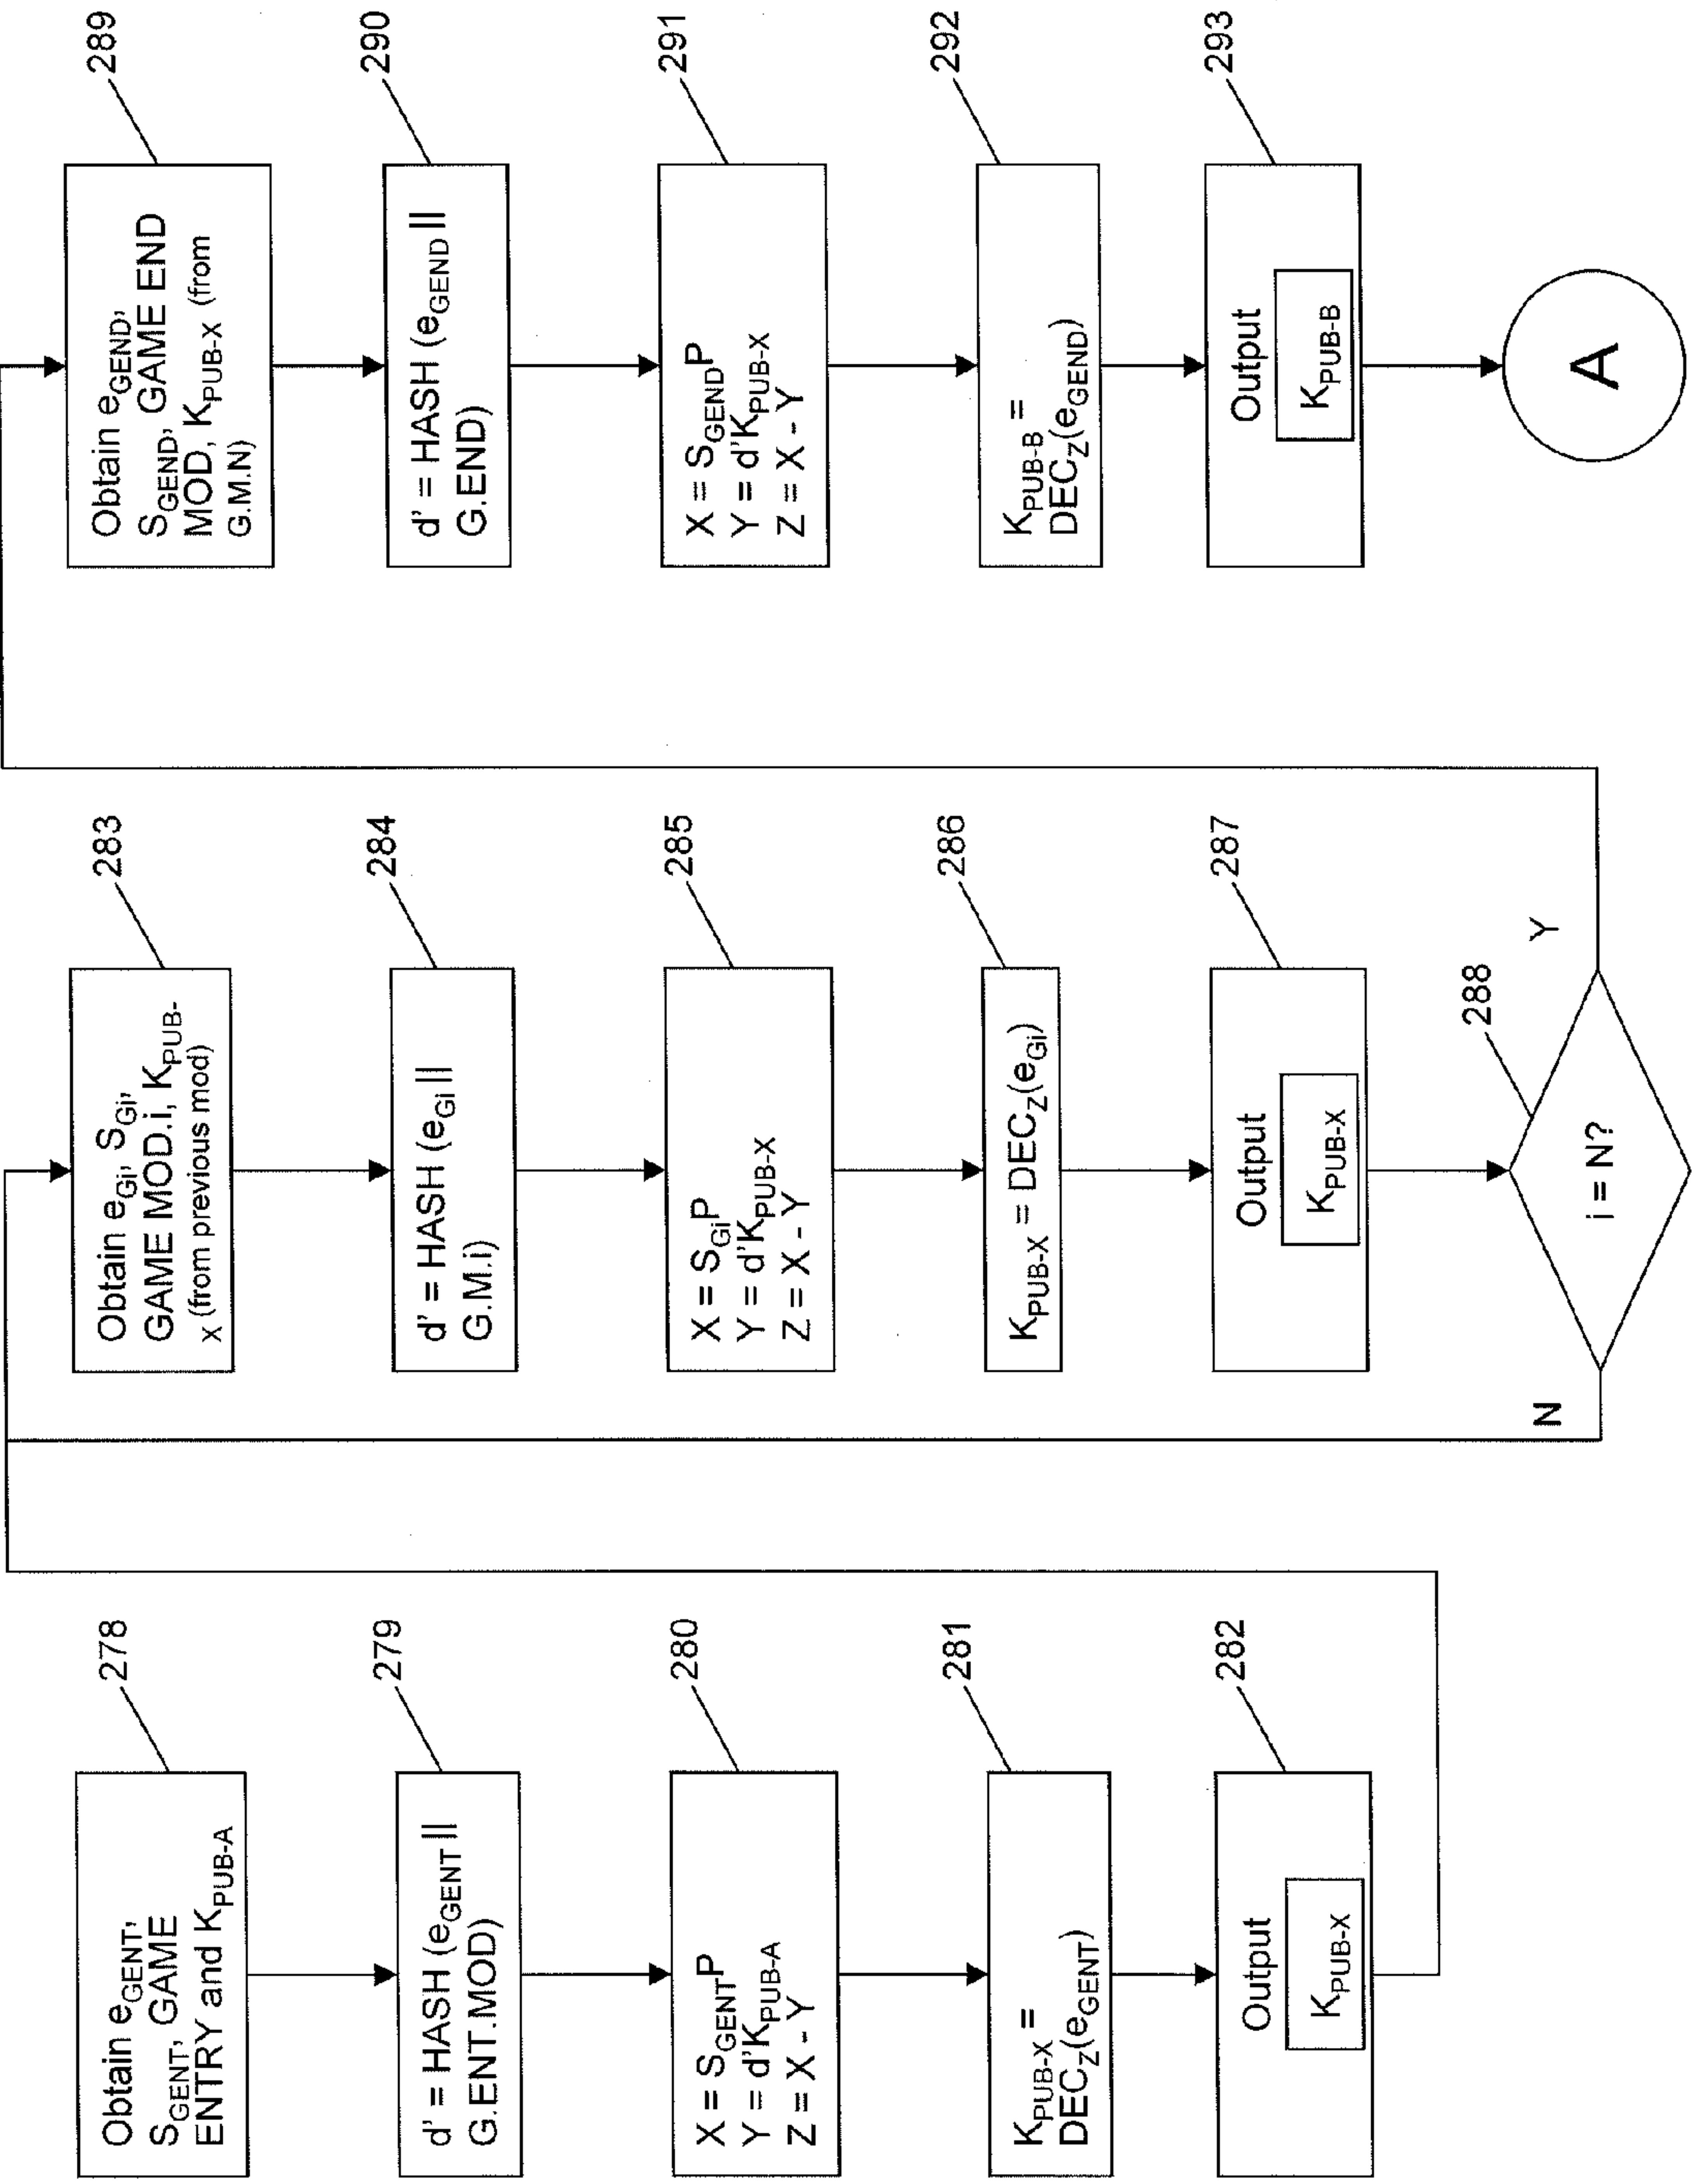 Obtain e_GEND,
S_GEND, GAME END
MOD, K_PUB-X (from
G.M.N)
289
d' = HASH (e_GEND ||
G.END)
290
X = S_GEND P
Y = d'K_PUB-X
Z = X - Y
291
K_PUB-B =
DEC_Z(e_GEND)
292
Output
K_PUB-B
293
A
Obtain e_Gi, S_Gi,
GAME MOD.i, K_PUB-
X (from previous mod)
283
d' = HASH (e_Gi ||
G.M.i)
284
X = S_Gi P
Y = d'K_PUB-X
Z = X - Y
285
K_PUB-X = DEC_Z(e_Gi)
286
Output
K_PUB-X
287
288
i = N?
Y
N
Obtain e_GENT,
S_GENT, GAME
ENTRY and K_PUB-A
278
d' = HASH (e_GENT ||
G.ENT.MOD)
279
X = S_GENT P
Y = d'K_PUB-A
Z = X - Y
280
K_PUB-X =
DEC_Z(e_GENT)
281
Output
K_PUB-X
282